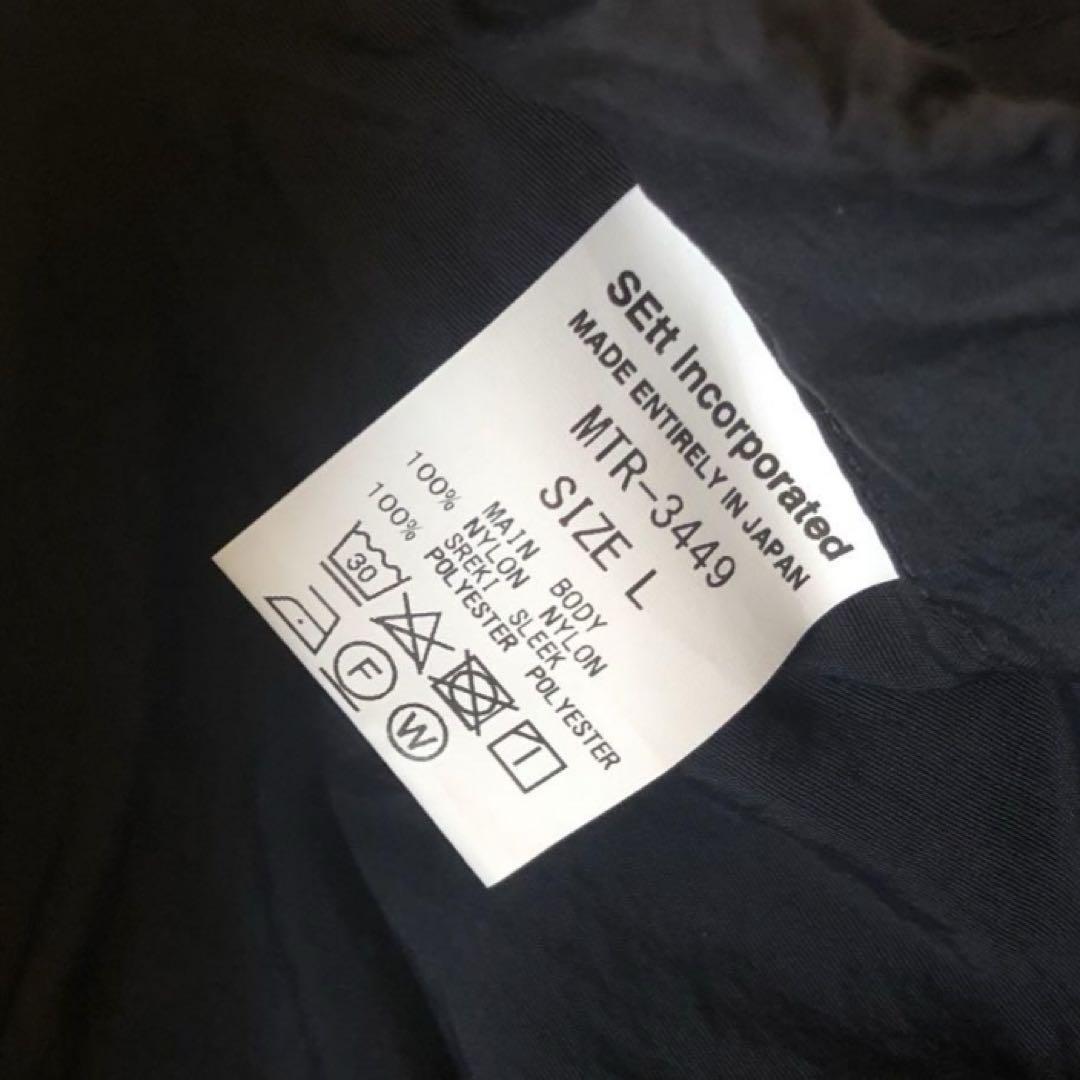 SEtt Incorporated
MADE ENTIRELY IN JAPAN
MTR-3449
SIZE L
MAIN BODY
100% NYLON NYLON
SREKI SLEEK
100% POLYESTER POLYESTER
30
F
W